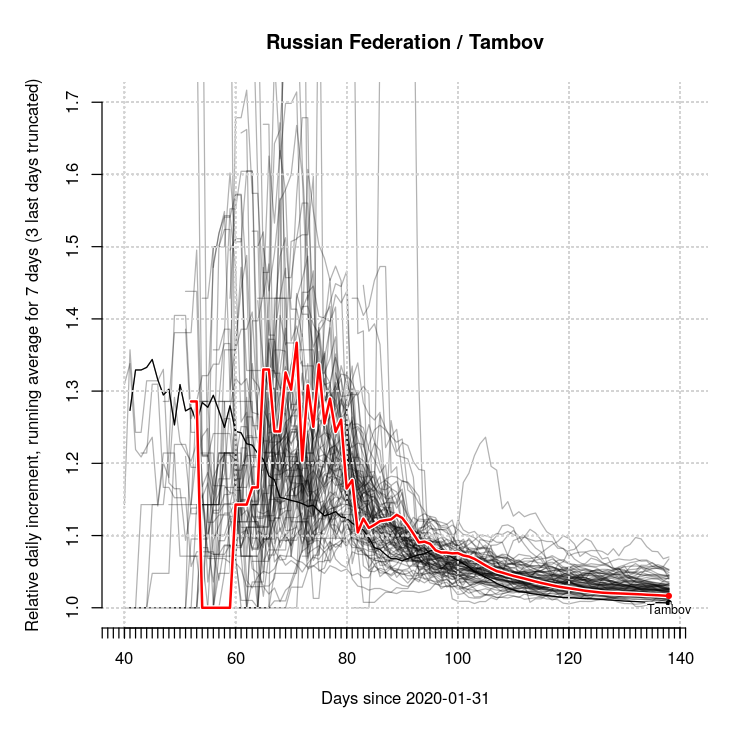 Russian Federation / Tambov
Relative daily increment, running average for 7 days (3 last days truncated)
1.7
1.6
1.5
1.4
1.3
1.2
1.1
1.0
Tambov
40 60 80 100 120 140
Days since 2020-01-31